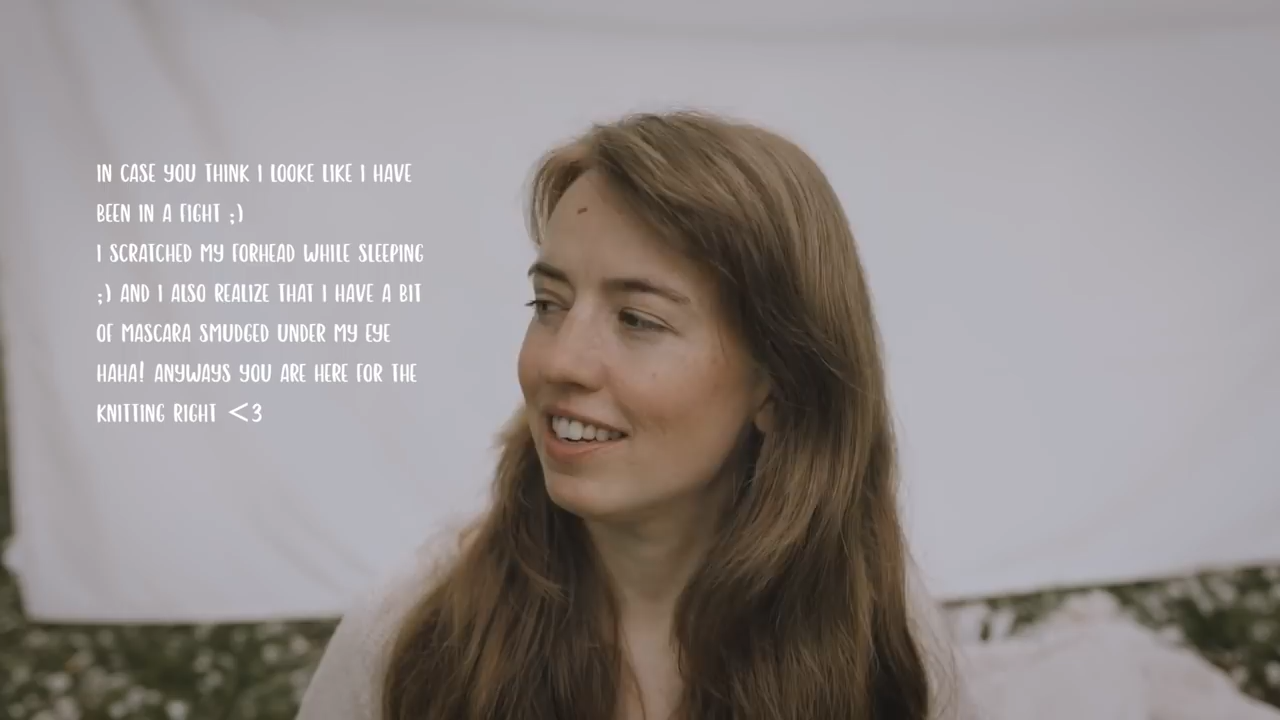 IN CASE YOU THINK I LOOKE LIKE I HAVE
BEEN IN A FIGHT ;)
I SCRATCHED MY FORHEAD WHILE SLEEPING
;) AND I ALSO REALIZE THAT I HAVE A BIT
OF MASCARA SMUDGED UNDER MY EYE
HAHA! ANYWAYS YOU ARE HERE FOR THE
KNITTING RIGHT <3